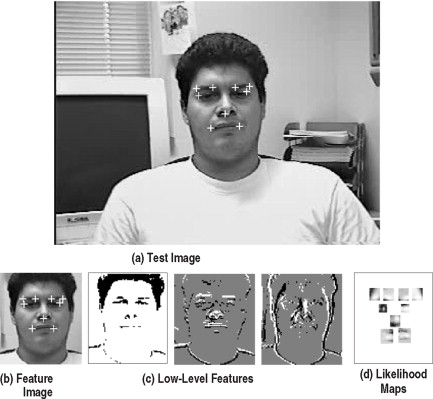 (a) Test Image
(b) Feature Image
(c) Low-Level Features
(d) Likelihood Maps